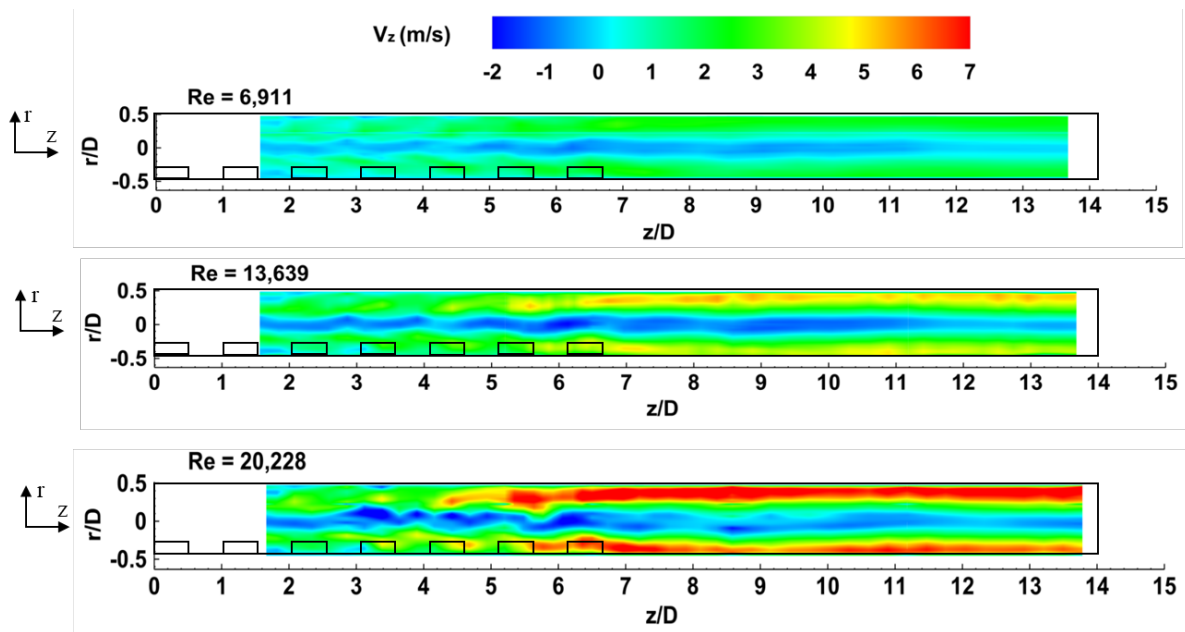 Vz (m/s)
-2 -1 0 1 2 3 4 5 6 7
Re = 6,911
r
z
r/D
0.5
0
-0.5
0 1 2 3 4 5 6 7 8 9 10 11 12 13 14 15
z/D
Re = 13,639
r
z
r/D
0.5
0
-0.5
0 1 2 3 4 5 6 7 8 9 10 11 12 13 14 15
z/D
Re = 20,228
r
z
r/D
0.5
0
-0.5
0 1 2 3 4 5 6 7 8 9 10 11 12 13 14 15
z/D